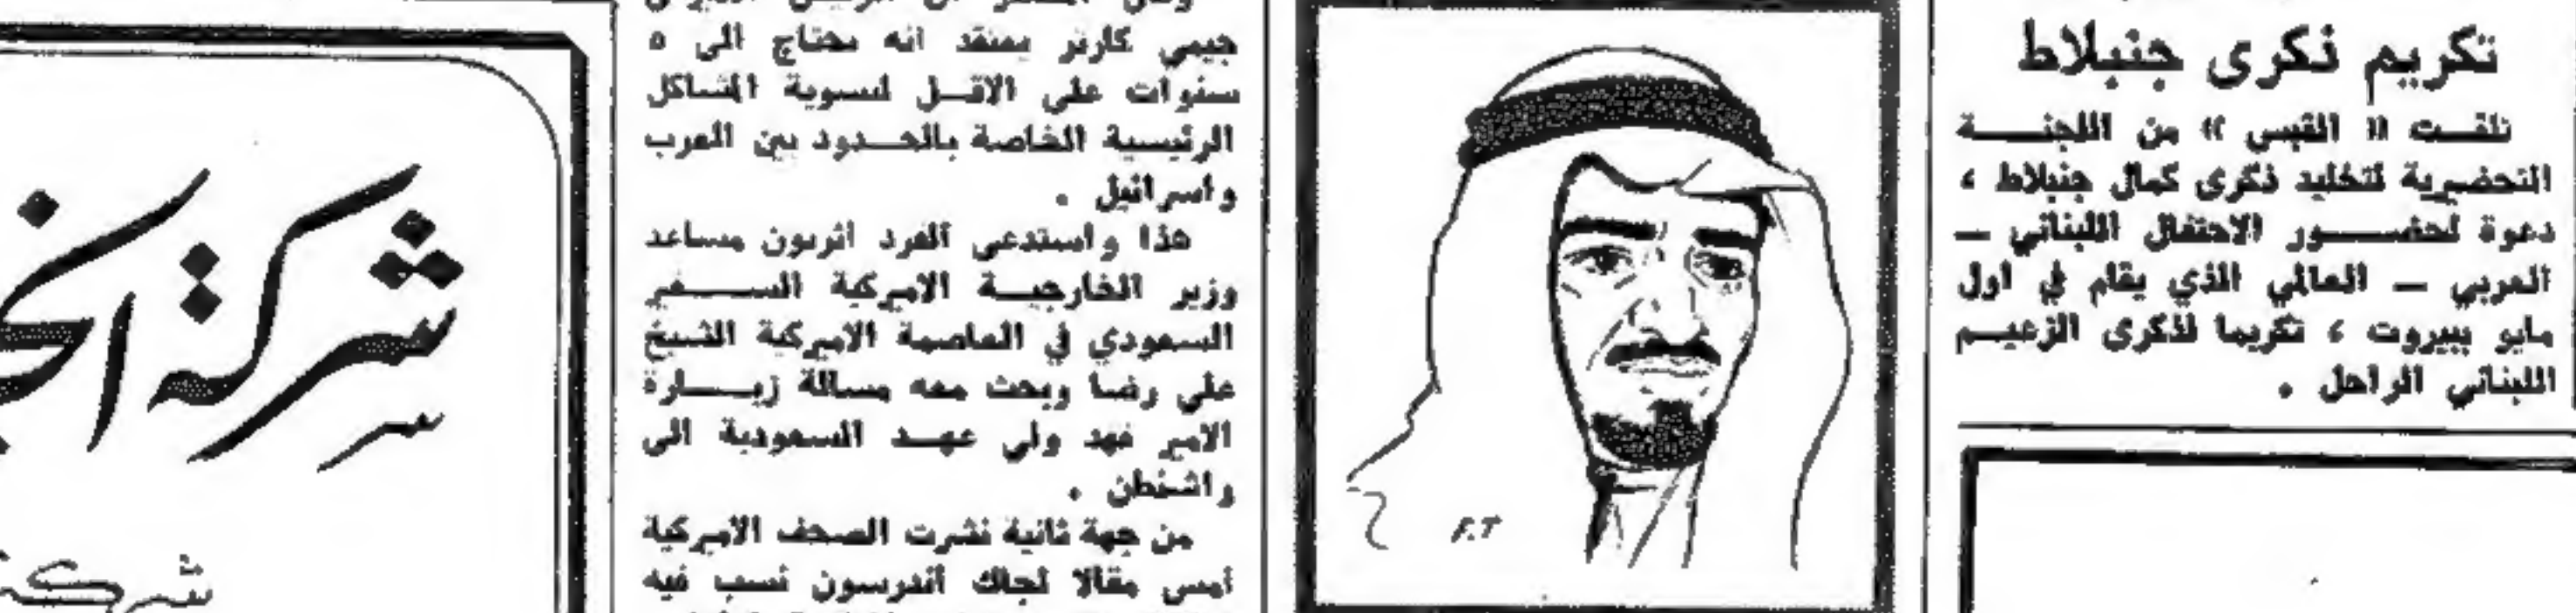 تكريم ذكرى جنبلاط
تلقت « القبس » من اللجنة
التحضيرية لتخليد ذكرى كمال جنبلاط ،
دعوة لحضور الاحتفال اللبناني —
العربي — العالمي الذي يقام في اول
مايو ببيروت ، تكريما لذكرى الزعيم
اللبناني الراحل .
F.T
جيمي كارتر يعتقد انه يحتاج الى ٥
سنوات على الاقل لتسوية المشاكل
الرئيسية الخاصة بالحدود بين العرب
واسرائيل .
هذا واستدعى الفرد اثرتون مساعد
وزير الخارجية الاميركية السفير
السعودي في العاصمة الاميركية الشيخ
علي رضا وبحث معه مسالة زيارة
الامير فهد ولي عهد السعودية الى
واشنطن .
من جهة ثانية نشرت الصحف الاميركية
أمس مقالا لجاك أندرسون نسب فيه
شركة
شركة